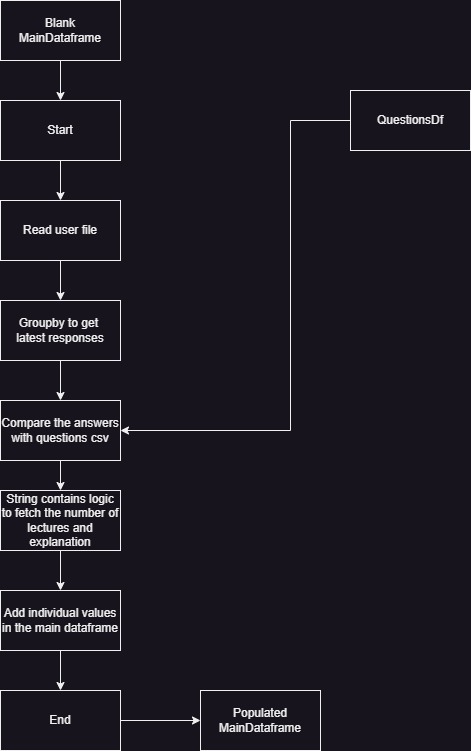 Blank
MainDataframe
Start
QuestionsDf
Read user file
Groupby to get
latest responses
Compare the answers
with questions csv
String contains logic
to fetch the number of
lectures and
explanation
Add individual values
in the main dataframe
End
Populated
MainDataframe